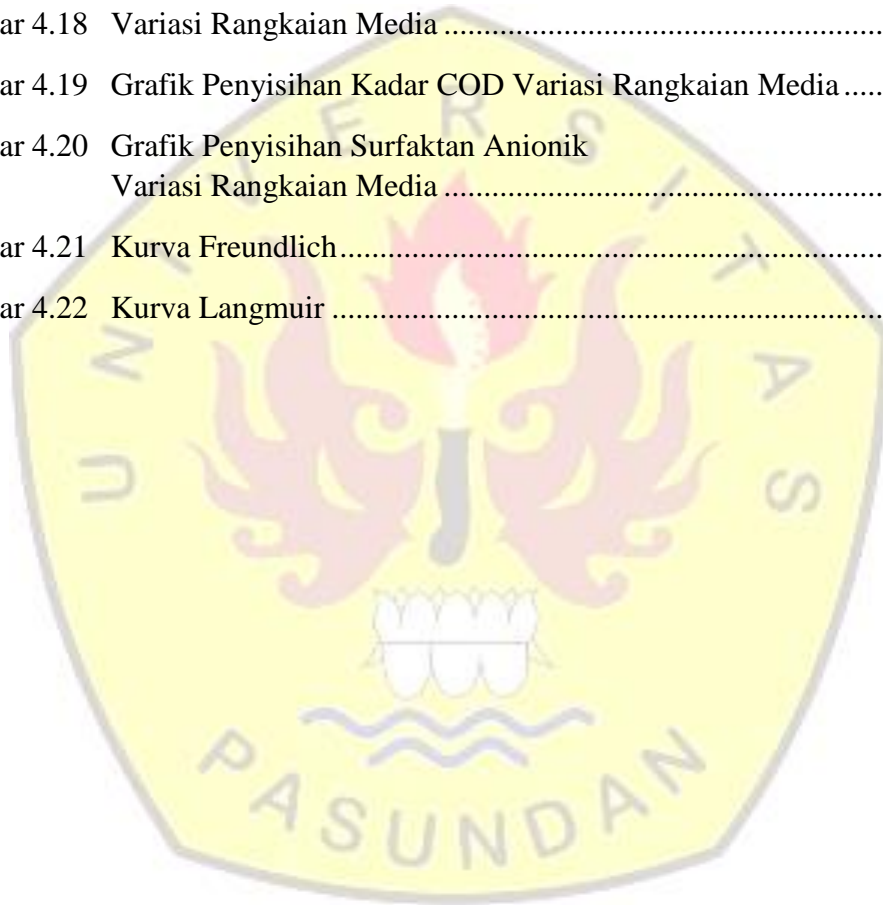 ar 4.18 Variasi Rangkaian Media ......................................................
ar 4.19 Grafik Penyisihan Kadar COD Variasi Rangkaian Media .....
ar 4.20 Grafik Penyisihan Surfaktan Anionik
Variasi Rangkaian Media ......................................................
ar 4.21 Kurva Freundlich...................................................................
ar 4.22 Kurva Langmuir ....................................................................
UNIVERSITAS
PASUNDAN